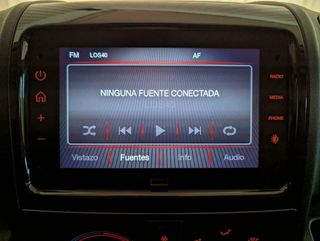 FM LOS40 AF
NINGUNA FUENTE CONECTADA
Vistazo Fuentes Info Audio
RADIO
MEDIA
PHONE